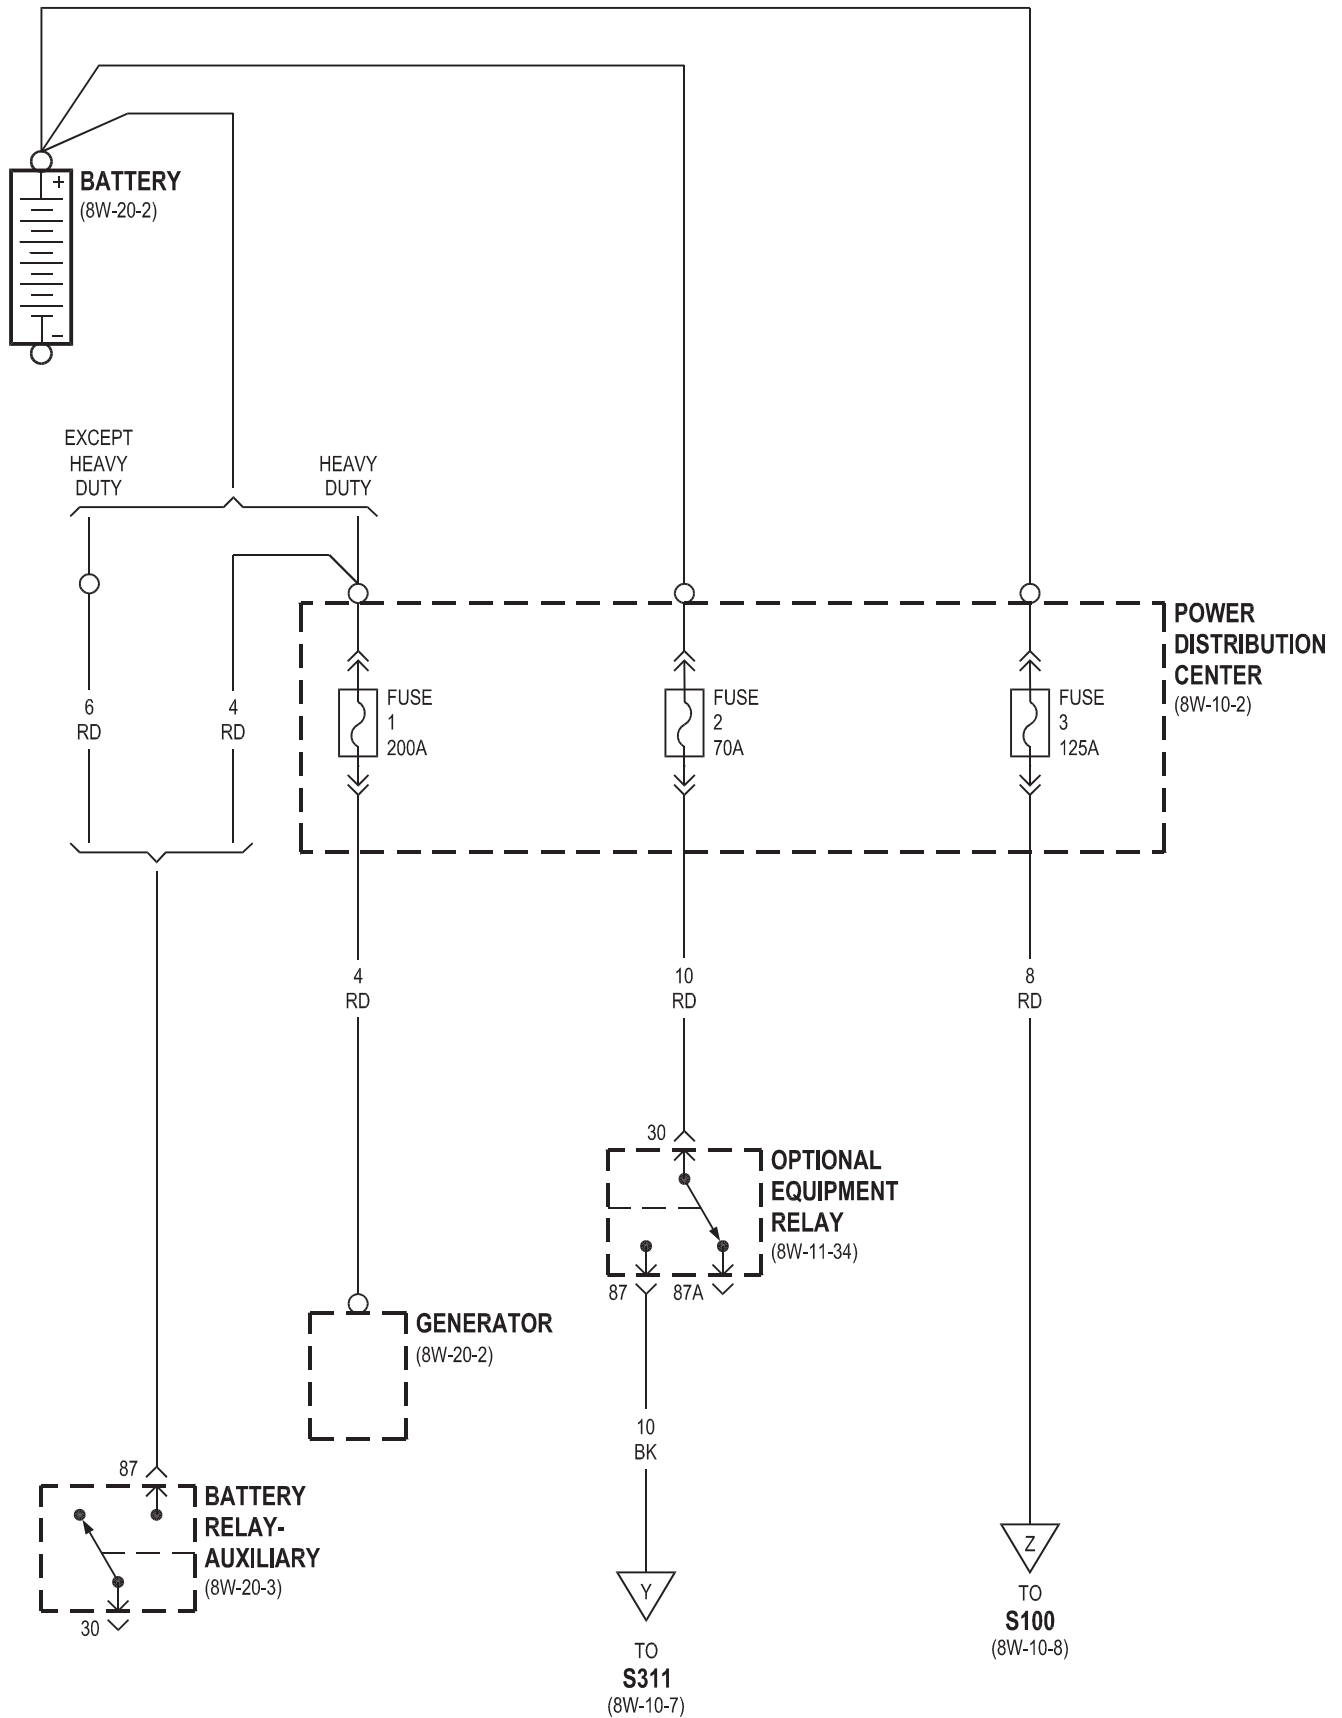 +
BATTERY
(8W-20-2)
–
EXCEPT
HEAVY
DUTY
HEAVY
DUTY
POWER
DISTRIBUTION
CENTER
(8W-10-2)
6
RD
4
RD
FUSE
1
200A
FUSE
2
70A
FUSE
3
125A
4
RD
10
RD
8
RD
30
OPTIONAL
EQUIPMENT
RELAY
(8W-11-34)
87
87A
GENERATOR
(8W-20-2)
10
BK
87
BATTERY
RELAY-
AUXILIARY
(8W-20-3)
30
Y
TO
S311
(8W-10-7)
Z
TO
S100
(8W-10-8)